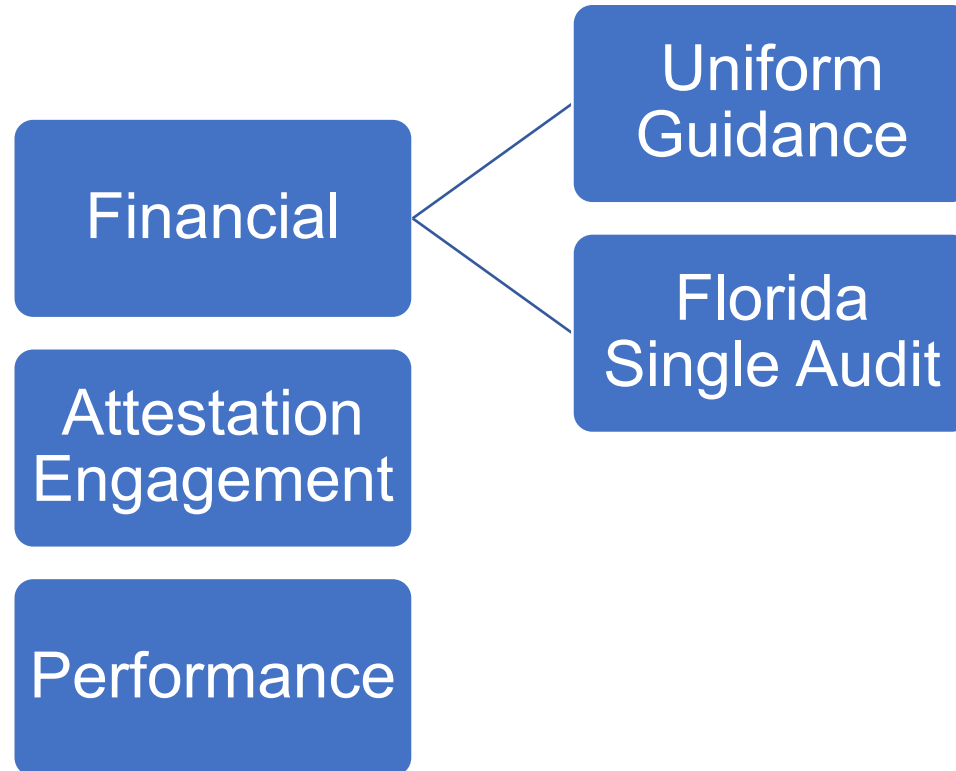 Financial
Attestation
Engagement
Performance
Uniform
Guidance
Florida
Single Audit